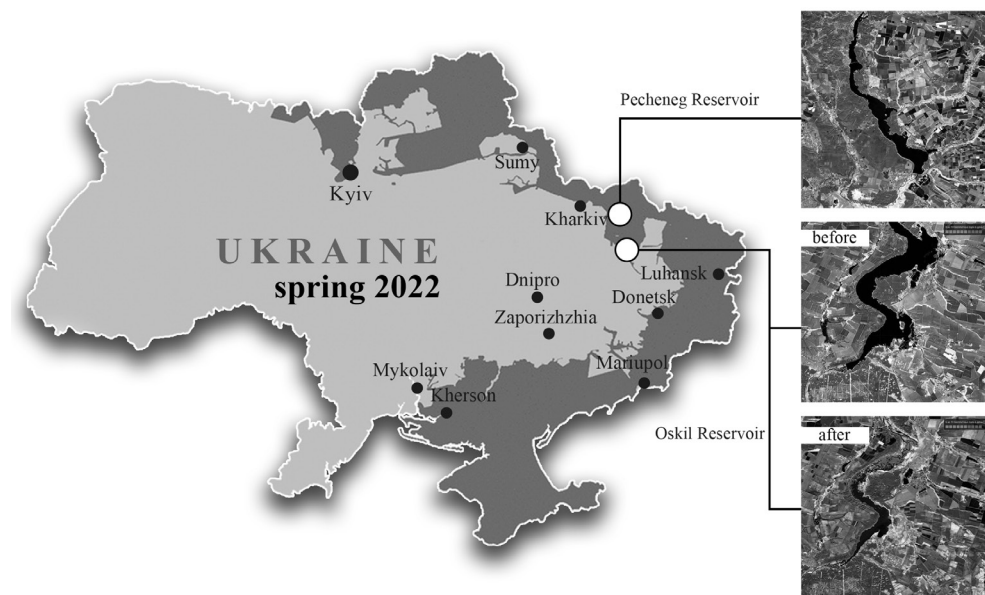 Pecheneg Reservoir
Sumy
Kyiv
Kharkiv
before
UKRAINE
spring 2022
Luhansk
Dnipro
Donetsk
Zaporizhzhia
Mariupol
Mykolaiv
Kherson
Oskil Reservoir
after